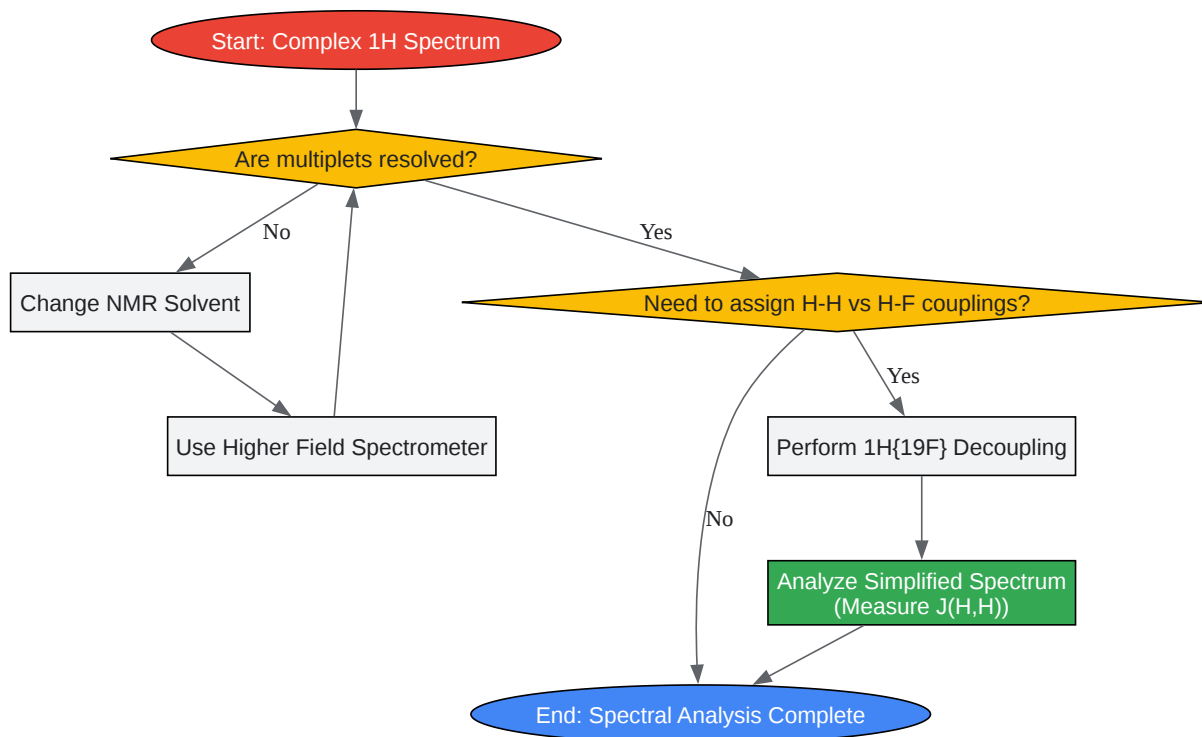 Start: Complex 1H Spectrum
Are multiplets resolved?
No
Yes
Change NMR Solvent
Need to assign H-H vs H-F couplings?
Yes
Use Higher Field Spectrometer
Perform 1H{19F} Decoupling
No
Analyze Simplified Spectrum
(Measure J(H,H))
End: Spectral Analysis Complete